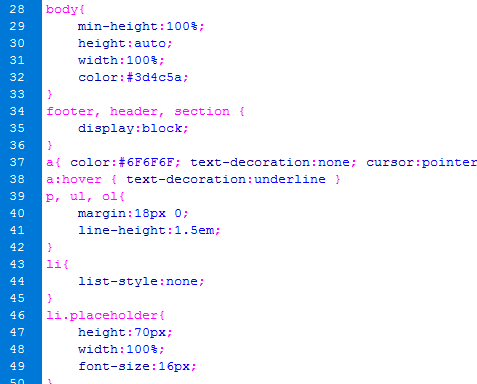 28 body{
29     min-height:100%;
30     height:auto;
31     width:100%;
32     color:#3d4c5a;
33 }
34 footer, header, section {
35     display:block;
36 }
37 a{ color:#6F6F6F; text-decoration:none; cursor:pointer
38 a:hover { text-decoration:underline }
39 p, ul, ol{
40     margin:18px 0;
41     line-height:1.5em;
42 }
43 li{
44     list-style:none;
45 }
46 li.placeholder{
47     height:70px;
48     width:100%;
49     font-size:16px;
50 }